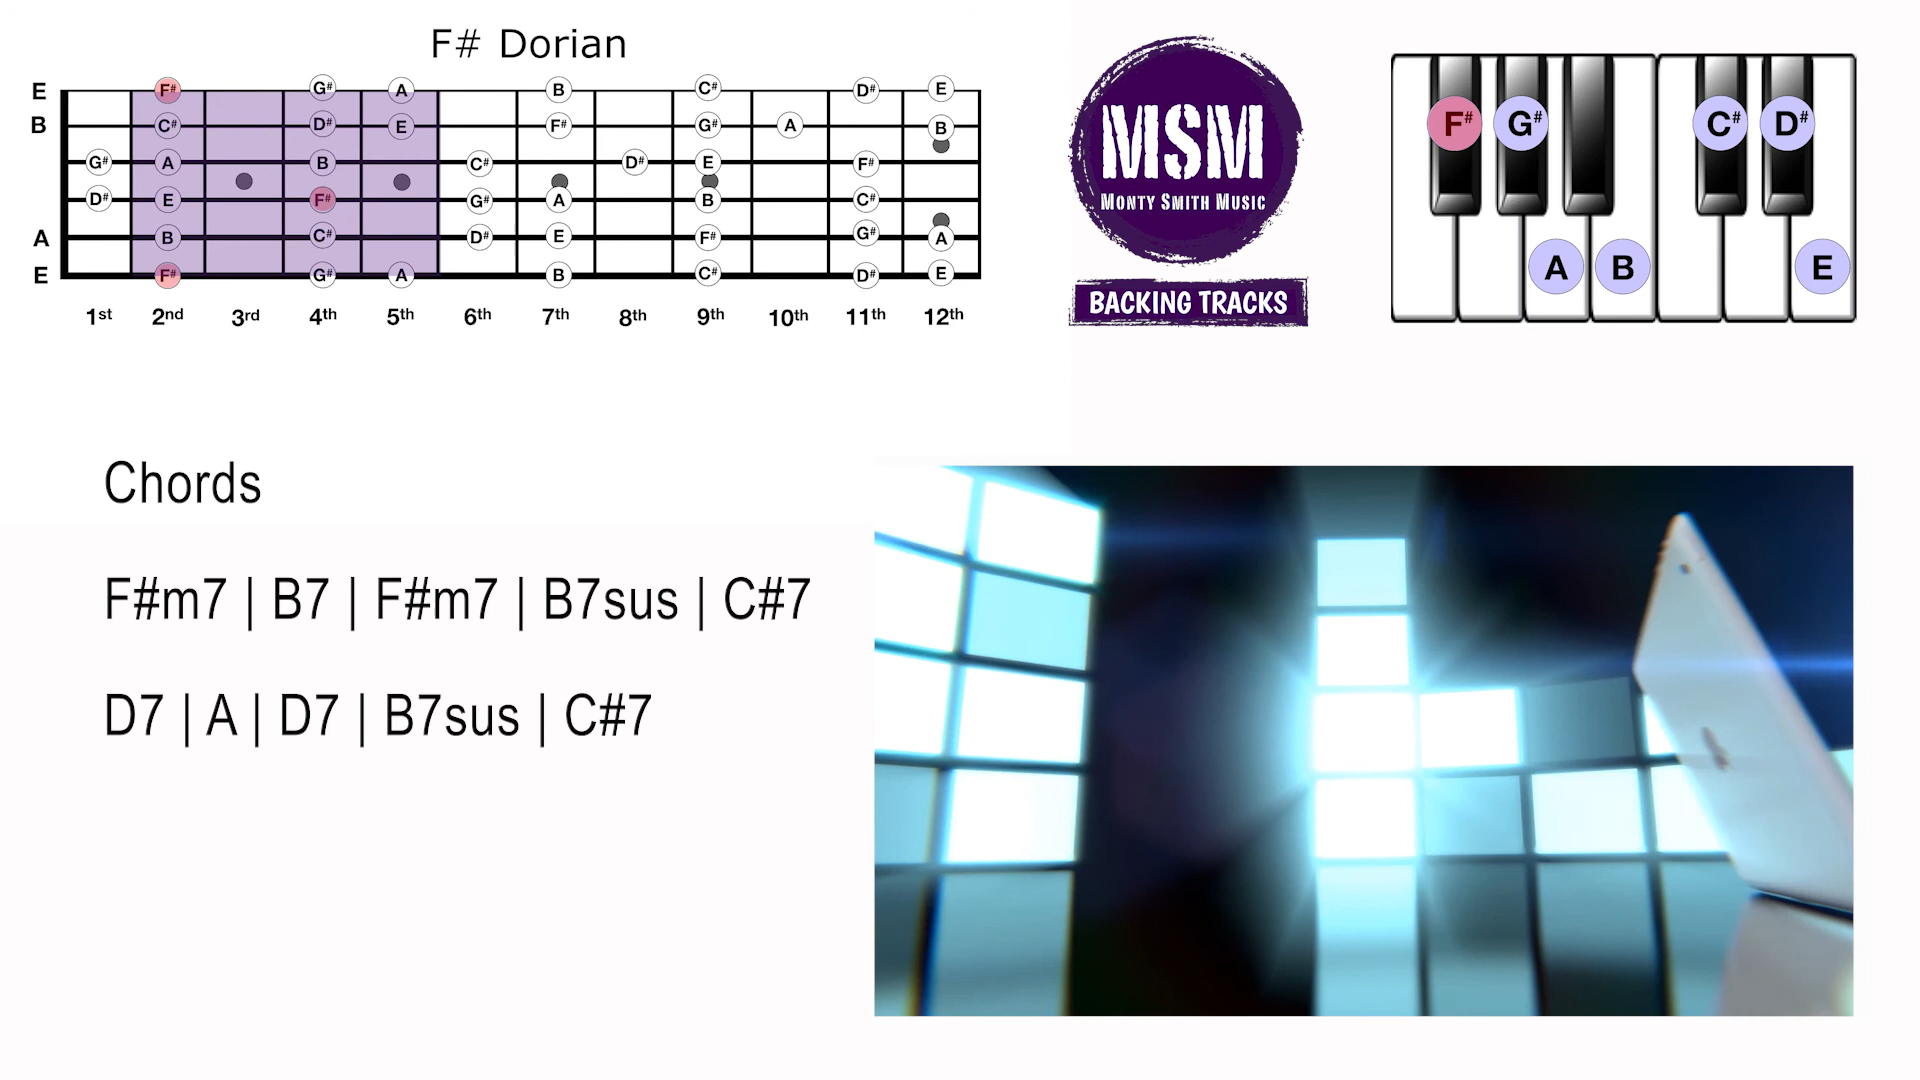 F# Dorian
E F# G# A B C# D# E
B C# D# E F# G# A B
G# A B C# D# E F#
D# E F# G# A B C#
A B C# D# E F# G# A
E F# G# A B C# D# E
1st 2nd 3rd 4th 5th 6th 7th 8th 9th 10th 11th 12th
MSM
MONTY SMITH MUSIC
BACKING TRACKS
F# G# C# D#
A B E
Chords
F#m7 | B7 | F#m7 | B7sus | C#7
D7 | A | D7 | B7sus | C#7